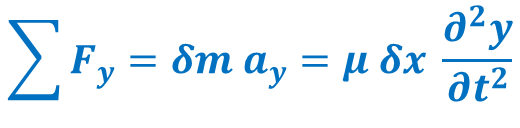 ∑ F_y = δm a_y = μ δx ∂²y/∂t²